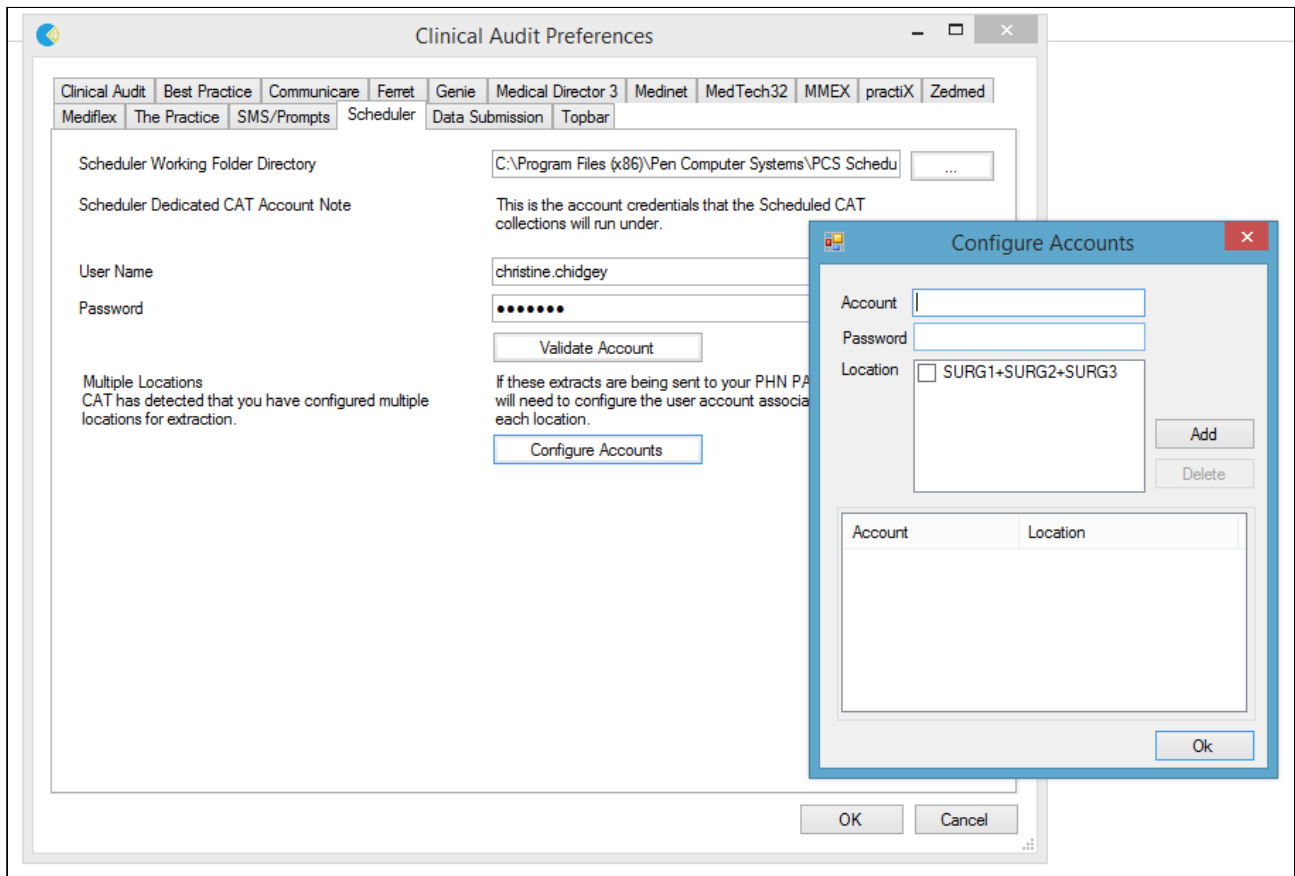 Clinical Audit Preferences
Clinical Audit Best Practice Communicare Ferret Genie Medical Director 3 Medinet MedTech32 MMEX practiX Zedmed
Mediflex The Practice SMS/Prompts Scheduler Data Submission Topbar
Scheduler Working Folder Directory C:\Program Files (x86)\Pen Computer Systems\PCS Schedu ...
Scheduler Dedicated CAT Account Note This is the account credentials that the Scheduled CAT
collections will run under.
User Name christine.chidgey
Password •••••••
Validate Account
Multiple Locations If these extracts are being sent to your PHN PA
CAT has detected that you have configured multiple will need to configure the user account associa
locations for extraction. each location.
Configure Accounts
OK Cancel
Configure Accounts
Account
Password
Location SURG1+SURG2+SURG3
Add
Delete
Account Location
Ok